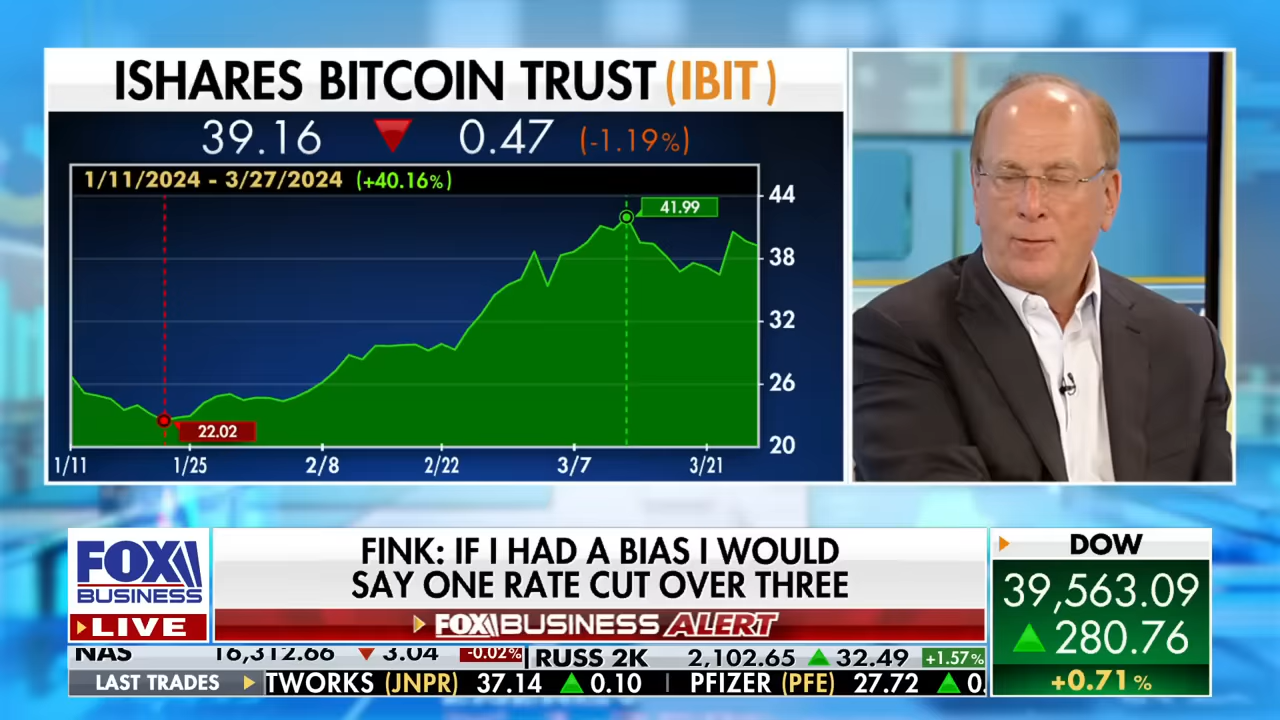 ISHARES BITCOIN TRUST (IBIT)
39.16 ▼ 0.47 (-1.19%)
1/11/2024 - 3/27/2024 (+40.16%)
44
41.99
38
32
26
22.02
20
1/11 1/25 2/8 2/22 3/7 3/21
FOX
BUSINESS
LIVE
FINK: IF I HAD A BIAS I WOULD
SAY ONE RATE CUT OVER THREE
FOX BUSINESS ALERT
DOW
39,563.09
▲ 280.76
+0.71%
NAS 16,312.66 ▼ 3.04 -0.02% RUSS 2K 2,102.65 ▲ 32.49 +1.57%
LAST TRADES TWORKS (JNPR) 37.14 ▲ 0.10 | PFIZER (PFE) 27.72 ▲ 0.